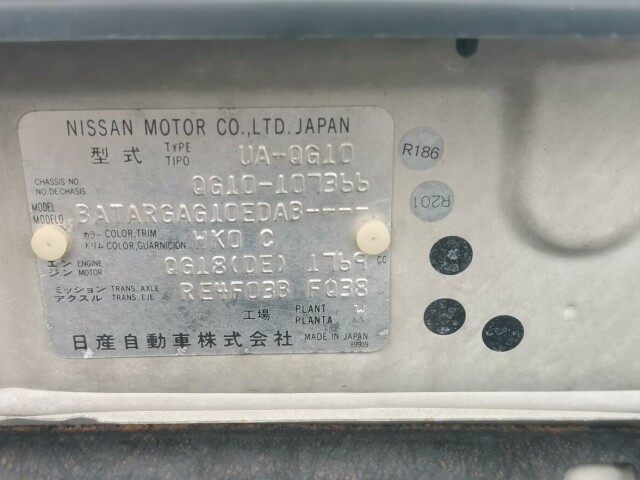 NISSAN MOTOR CO.,LTD. JAPAN
型式 TYPE TIPO UA-QG10
CHASSIS NO. NO.DECHASIS QG10-107366
MODEL MODELO BATARGAG10EDAB----
カラー COLOR,TRIM トリム COLOR,GUARNICIÓN WK0 C
エンジン ENGINE MOTOR QG18(DE) 1769 CC
ミッション TRANS.,AXLE アクスル TRANS.,EJE RE4F03B FQ38
工場 PLANT PLANTA W
日産自動車株式会社 MADE IN JAPAN
39909
R186
R201